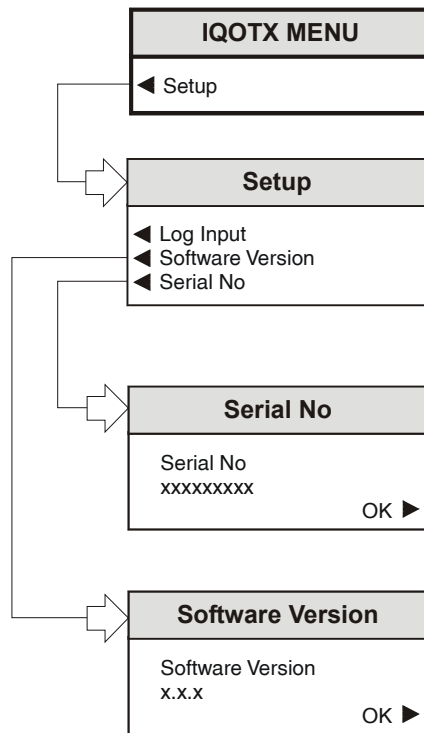 IQOTX MENU
◀ Setup
Setup
◀ Log Input
◀ Software Version
◀ Serial No
Serial No
Serial No
xxxxxxxxx
OK ▶
Software Version
Software Version
x.x.x
OK ▶